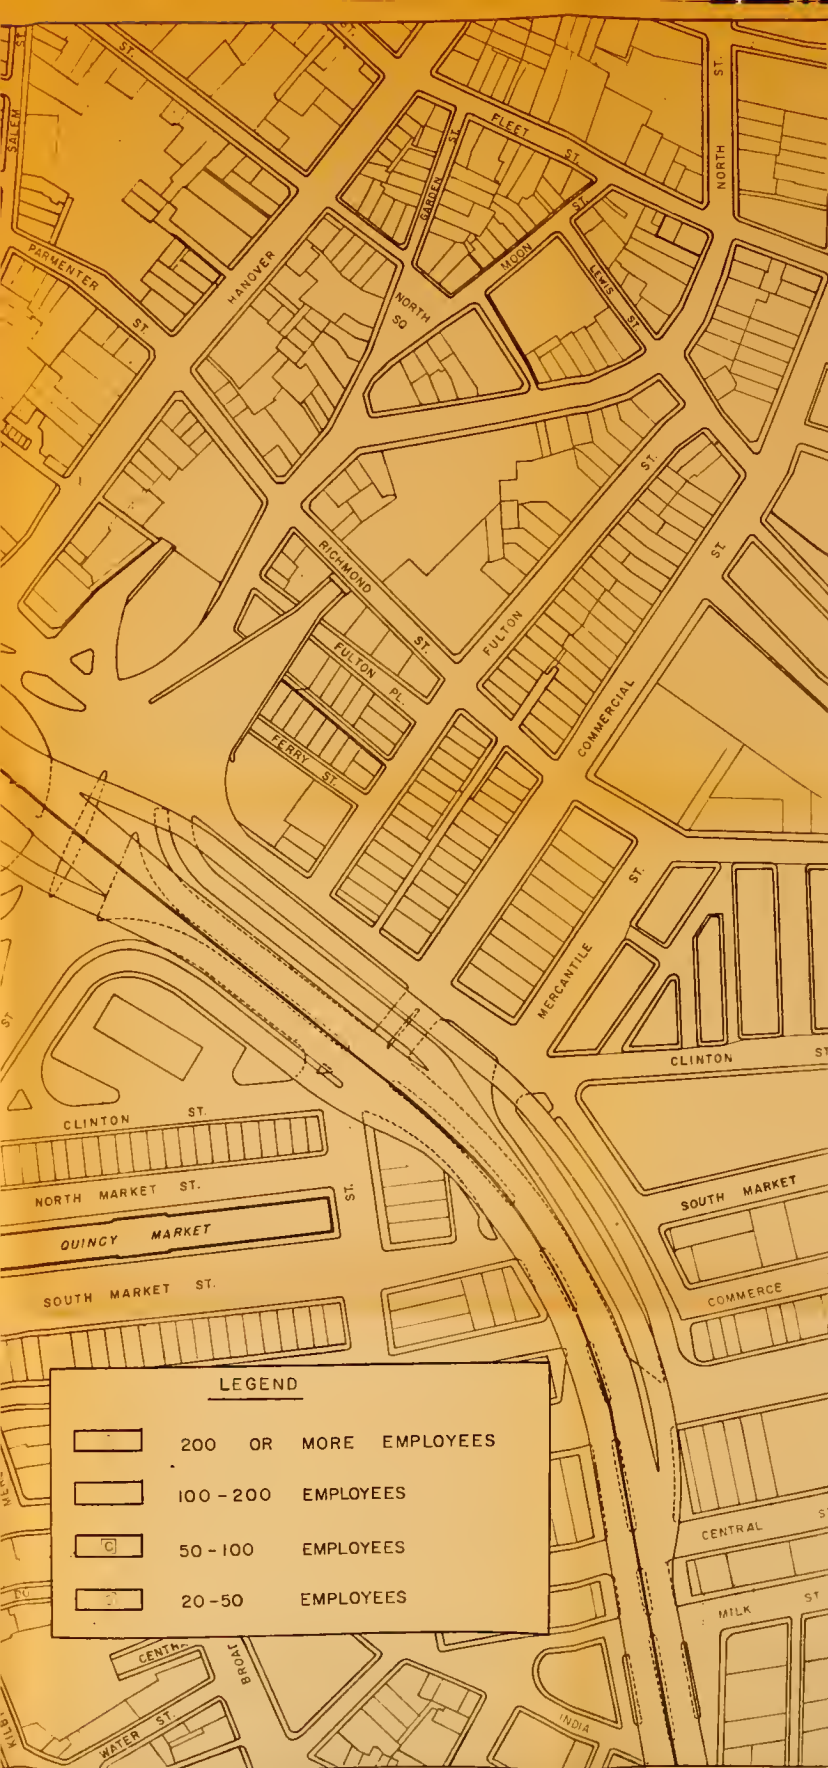 ST.
ST.
ST.
ST.
SALEM
FLEET ST.
ST.
NORTH
GARDEN
ST.
PARMENTER ST.
HANOVER
MOON
LEWIS ST.
NORTH
SQ
ST.
RICHMOND ST.
ST.
FULTON
FULTON PL.
COMMERCIAL
FERRY ST.
ST.
MERCANTILE
ST
CLINTON ST
CLINTON ST.
NORTH MARKET ST.
ST.
SOUTH MARKET
QUINCY MARKET
SOUTH MARKET ST.
COMMERCE
LEGEND
200 OR MORE EMPLOYEES
100-200 EMPLOYEES
C
50-100 EMPLOYEES
20-50 EMPLOYEES
CENTRAL S
MILK ST
BROAD
INDIA
WATER ST.